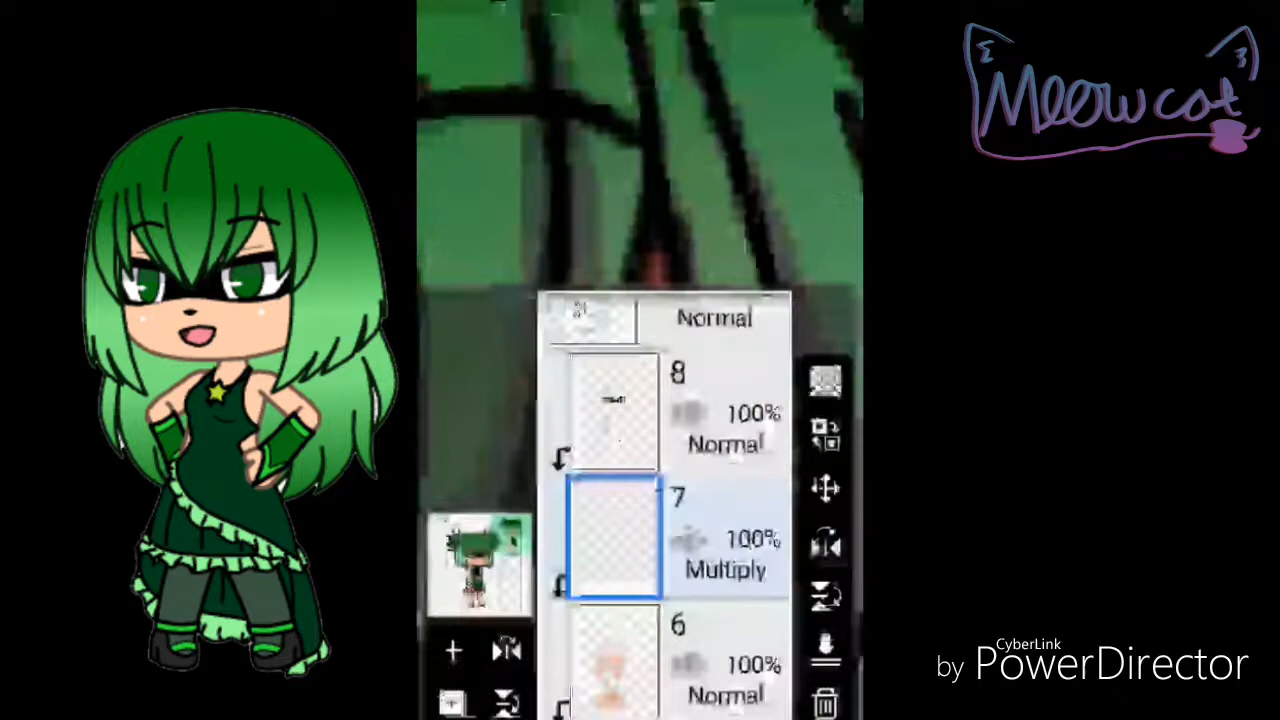 Meowcat
Normal
8
100%
Normal
7
100%
Multiply
6
100%
Normal
CyberLink
by PowerDirector